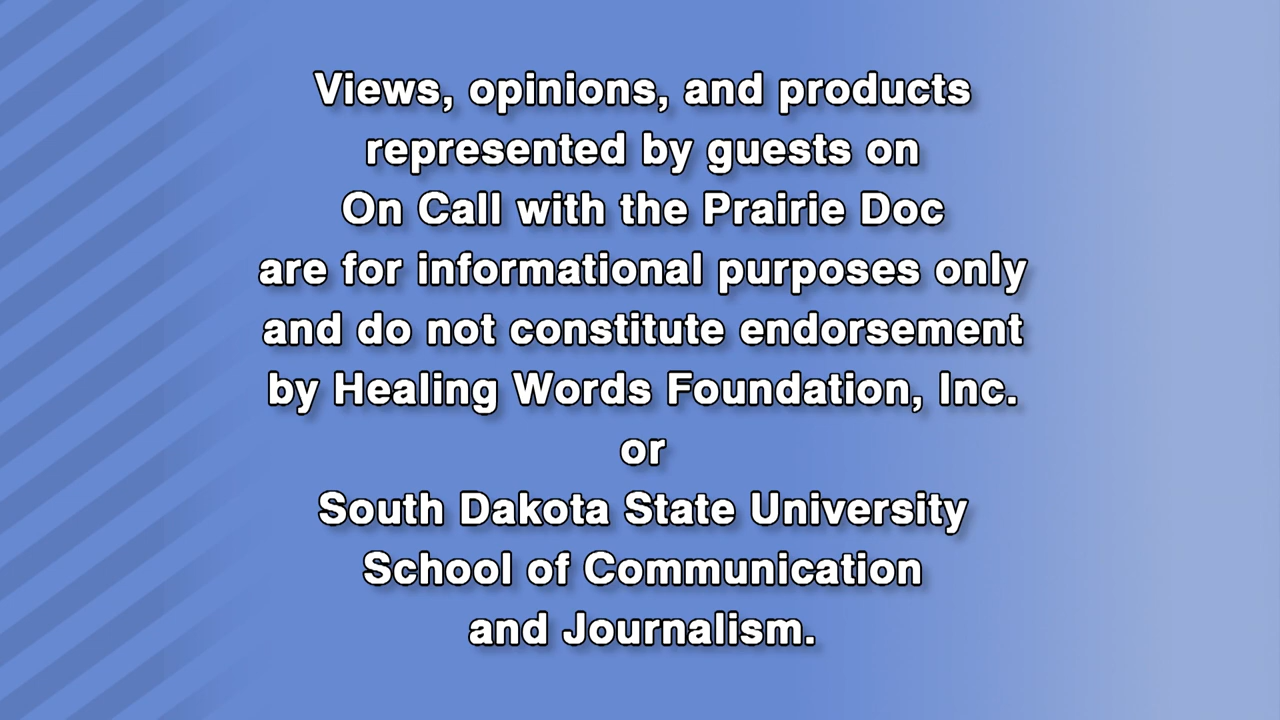 Views, opinions, and products
represented by guests on
On Call with the Prairie Doc
are for informational purposes only
and do not constitute endorsement
by Healing Words Foundation, Inc.
or
South Dakota State University
School of Communication
and Journalism.